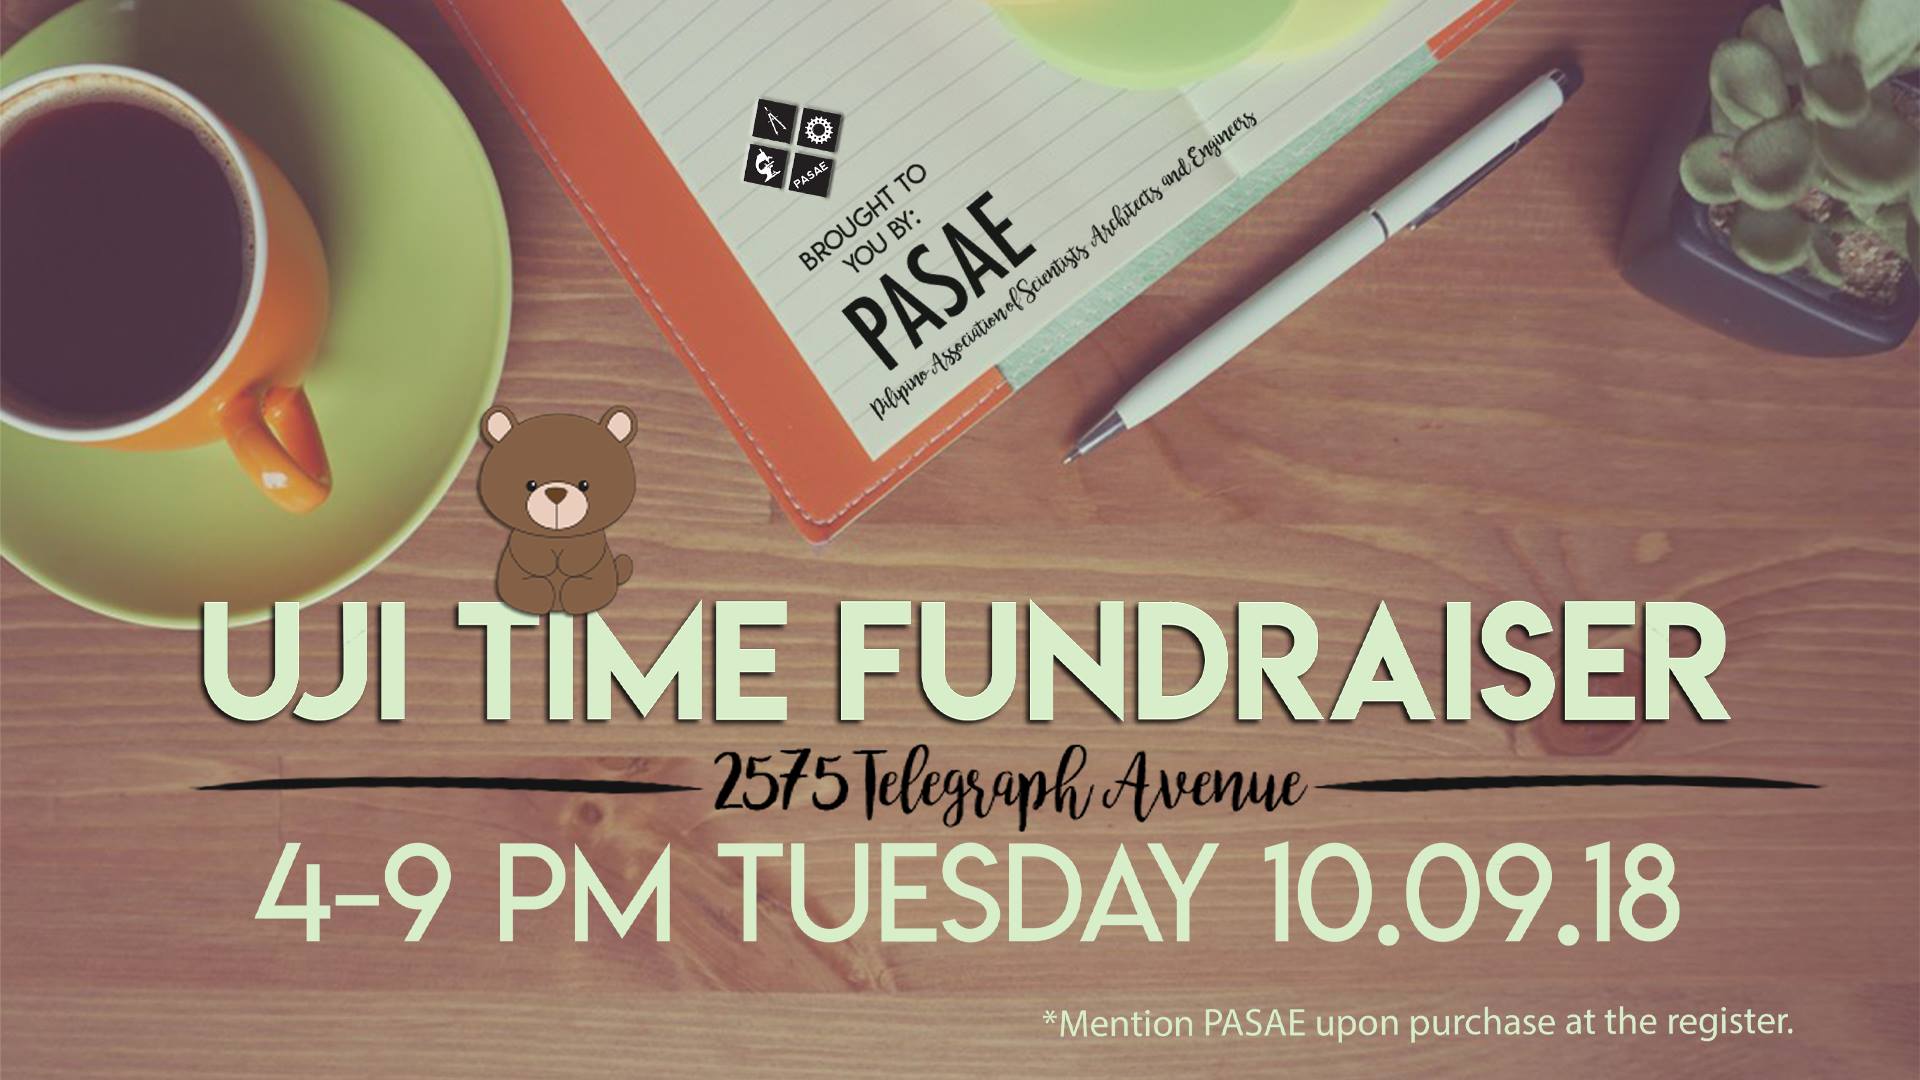 PASAE
BROUGHT TO
YOU BY:
PASAE
Pilipino Association of Scientists Architects and Engineers
UJI TIME FUNDRAISER
2575 Telegraph Avenue
4-9 PM TUESDAY 10.09.18
*Mention PASAE upon purchase at the register.